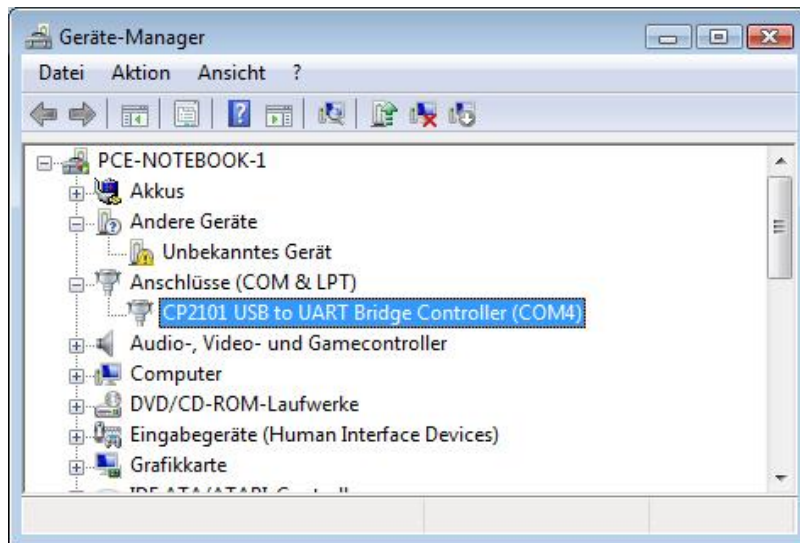 Geräte-Manager
Datei Aktion Ansicht ?
PCE-NOTEBOOK-1
Akkus
Andere Geräte
Unbekanntes Gerät
Anschlüsse (COM & LPT)
CP2101 USB to UART Bridge Controller (COM4)
Audio-, Video- und Gamecontroller
Computer
DVD/CD-ROM-Laufwerke
Eingabegeräte (Human Interface Devices)
Grafikkarte